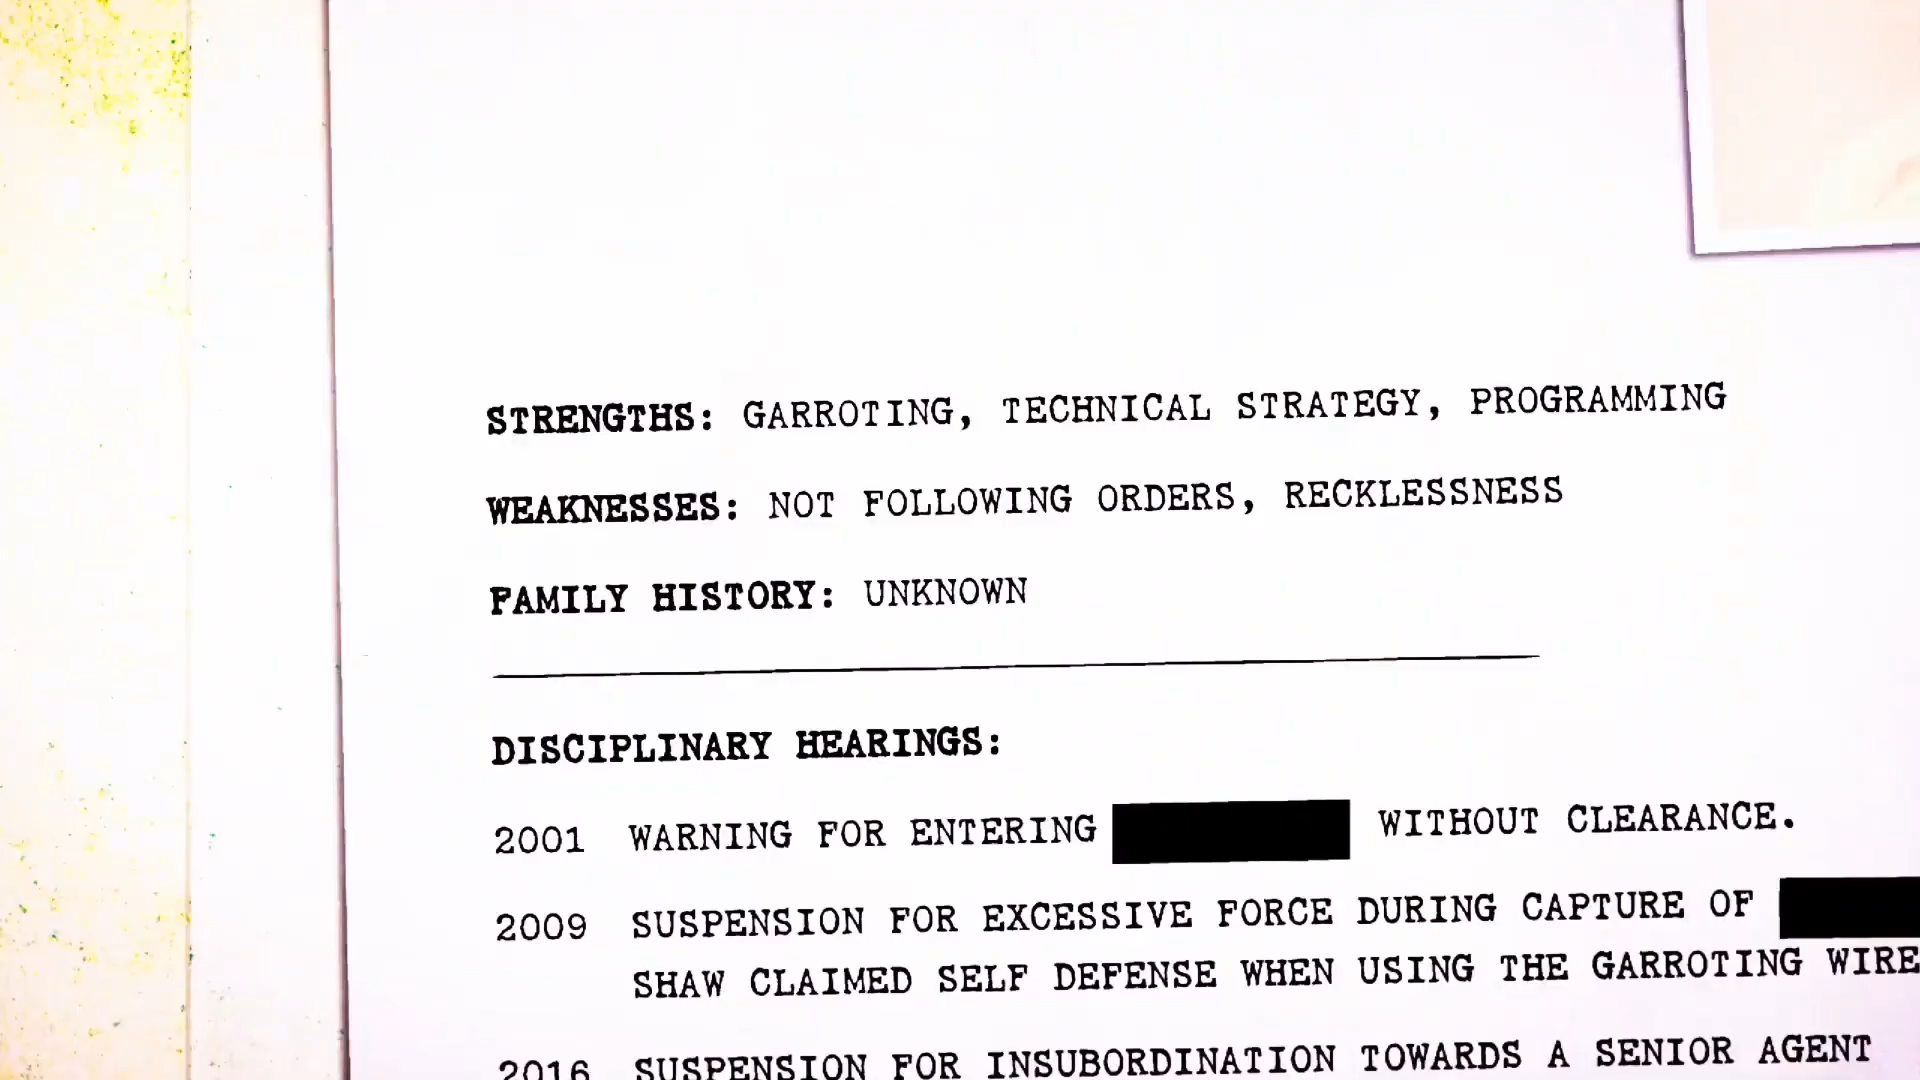 STRENGTHS: GARROTING, TECHNICAL STRATEGY, PROGRAMMING
WEAKNESSES: NOT FOLLOWING ORDERS, RECKLESSNESS
FAMILY HISTORY: UNKNOWN
DISCIPLINARY HEARINGS:
2001 WARNING FOR ENTERING WITHOUT CLEARANCE.
2009 SUSPENSION FOR EXCESSIVE FORCE DURING CAPTURE OF
SHAW CLAIMED SELF DEFENSE WHEN USING THE GARROTING WIRE
2016 SUSPENSION FOR INSUBORDINATION TOWARDS A SENIOR AGENT